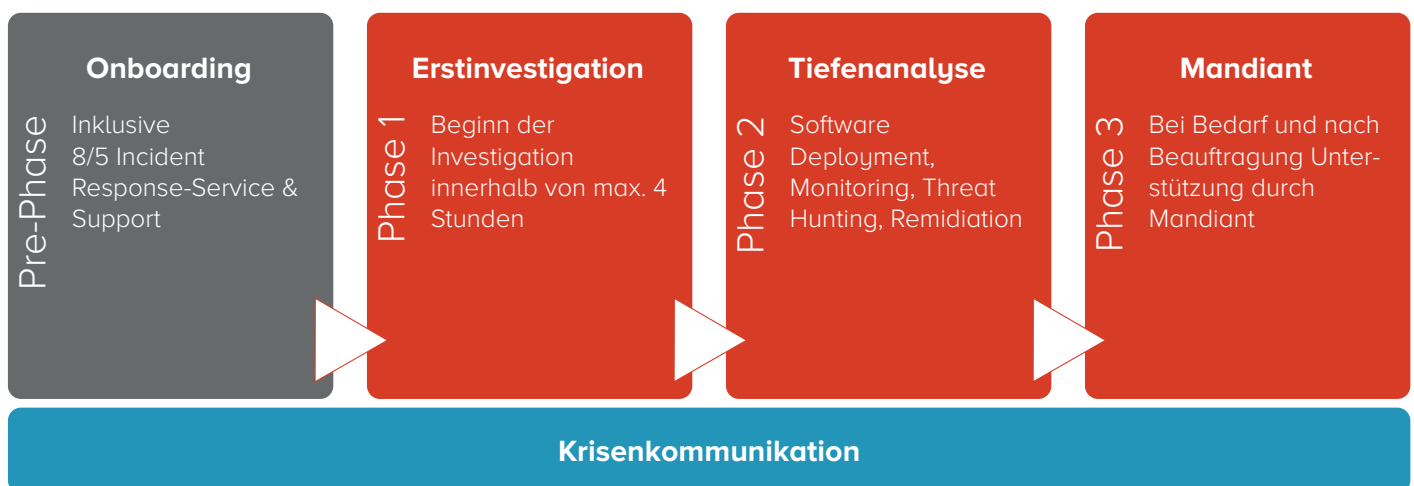 Onboarding
Pre-Phase
Inklusive
8/5 Incident
Response-Service &
Support
Erstinvestigation
Phase 1
Beginn der
Investigation
innerhalb von max. 4
Stunden
Tiefenanalyse
Phase 2
Software
Deployment,
Monitoring, Threat
Hunting, Remidiation
Mandiant
Phase 3
Bei Bedarf und nach
Beauftragung Unter-
stützung durch
Mandiant
Krisenkommunikation